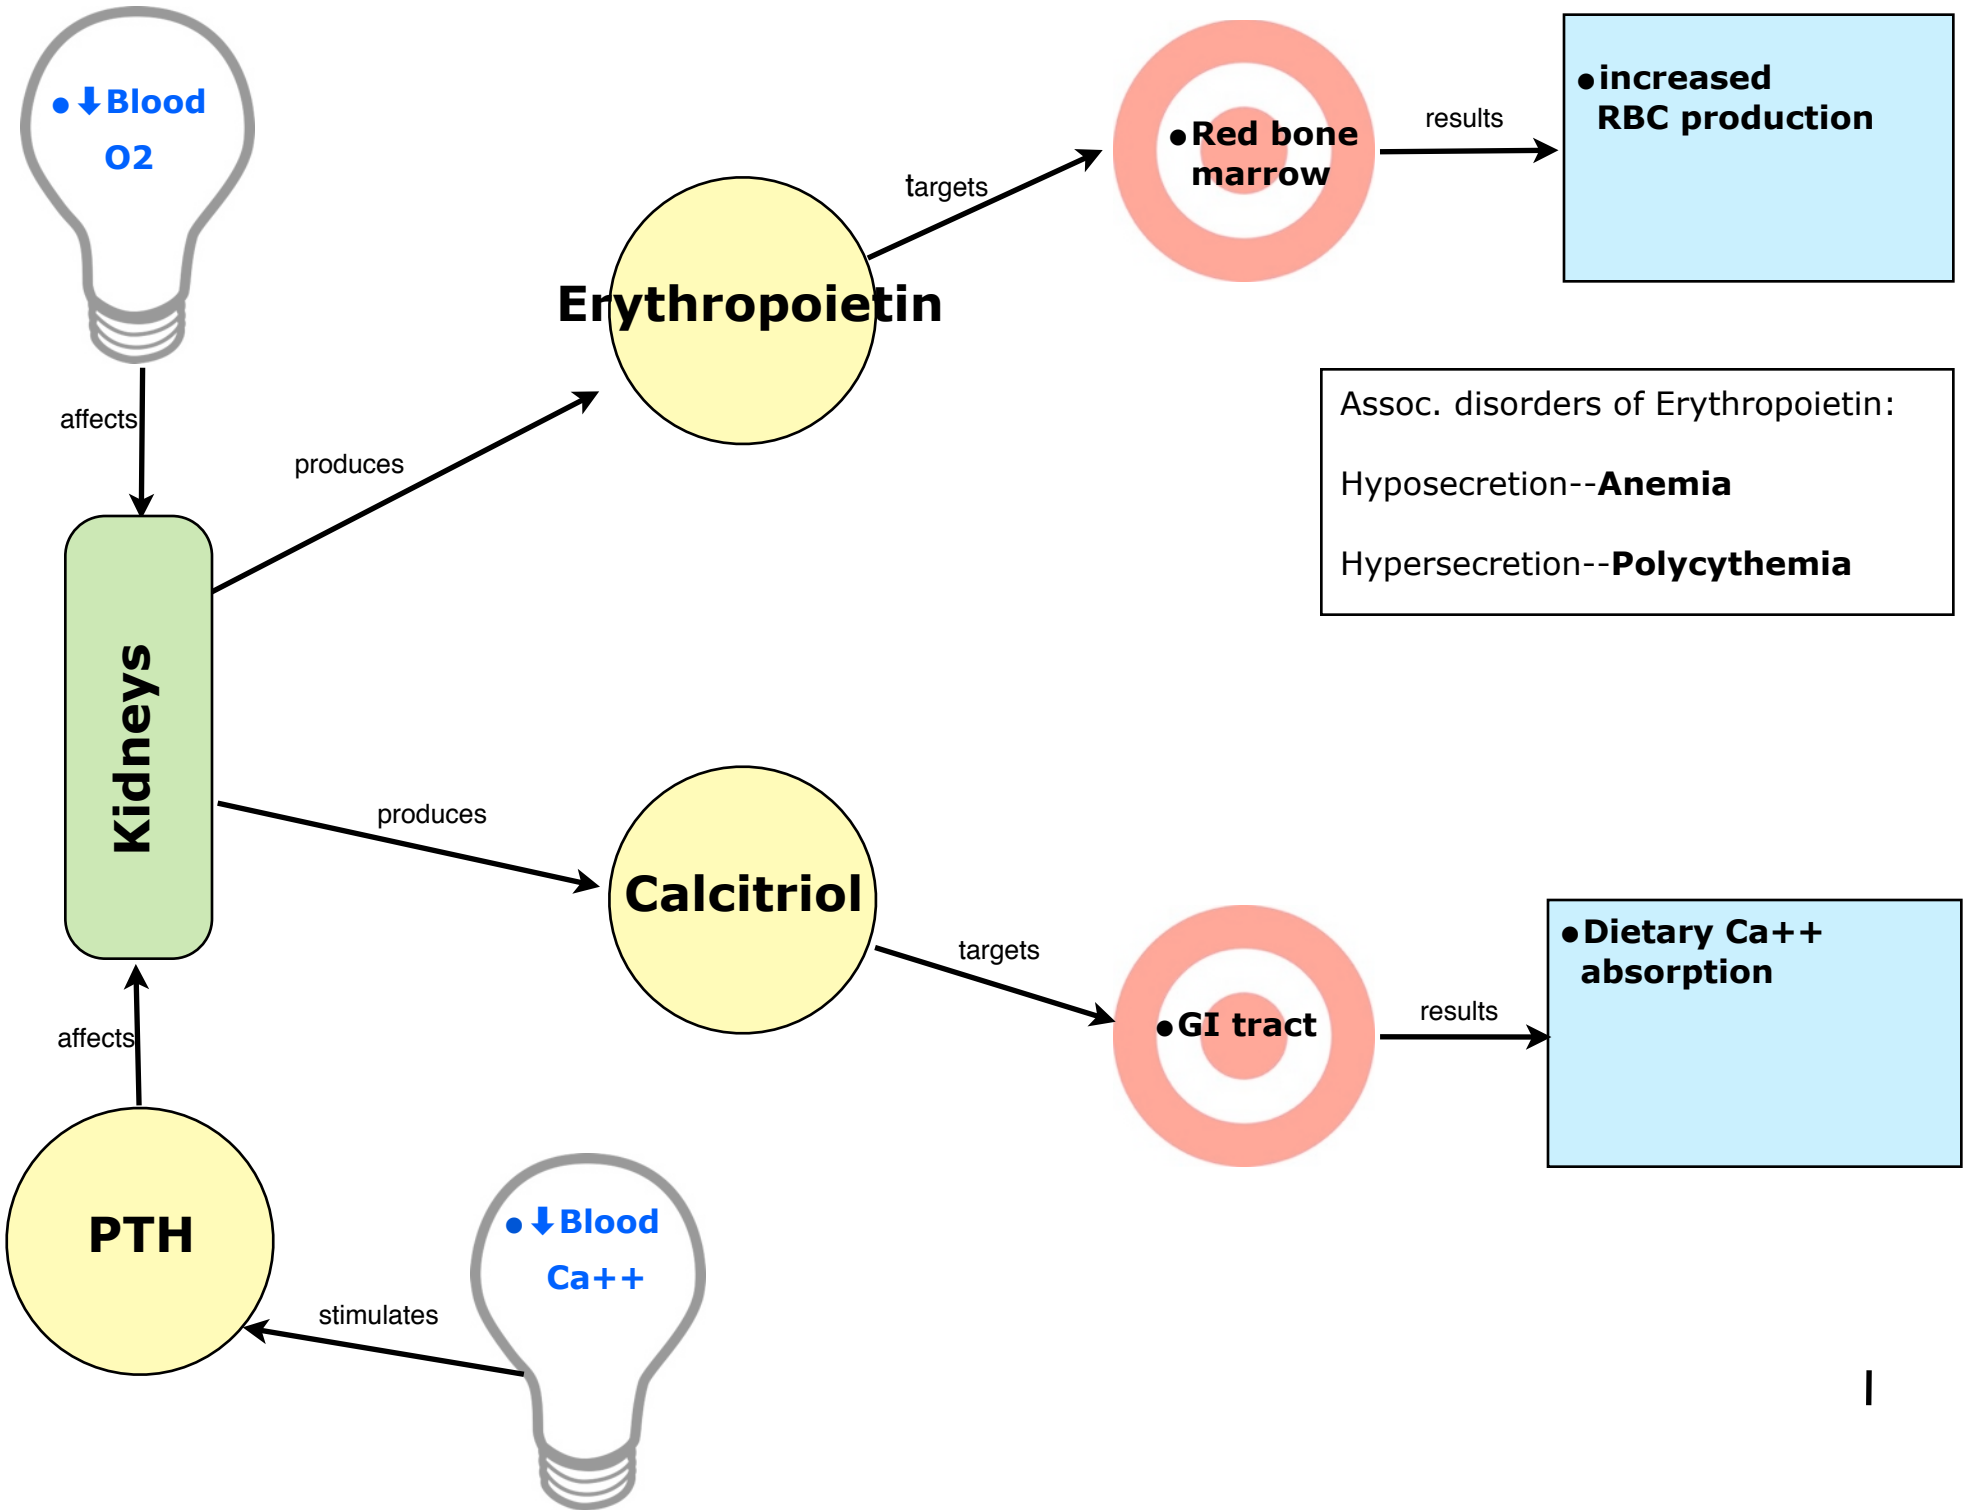 • ⬇Blood
O2
affects
produces
Erythropoietin
targets
• Red bone
marrow
results
• increased
RBC production
Assoc. disorders of Erythropoietin:
Hyposecretion--Anemia
Hypersecretion--Polycythemia
Kidneys
produces
Calcitriol
targets
• GI tract
results
• Dietary Ca++
absorption
affects
PTH
stimulates
• ⬇Blood
Ca++